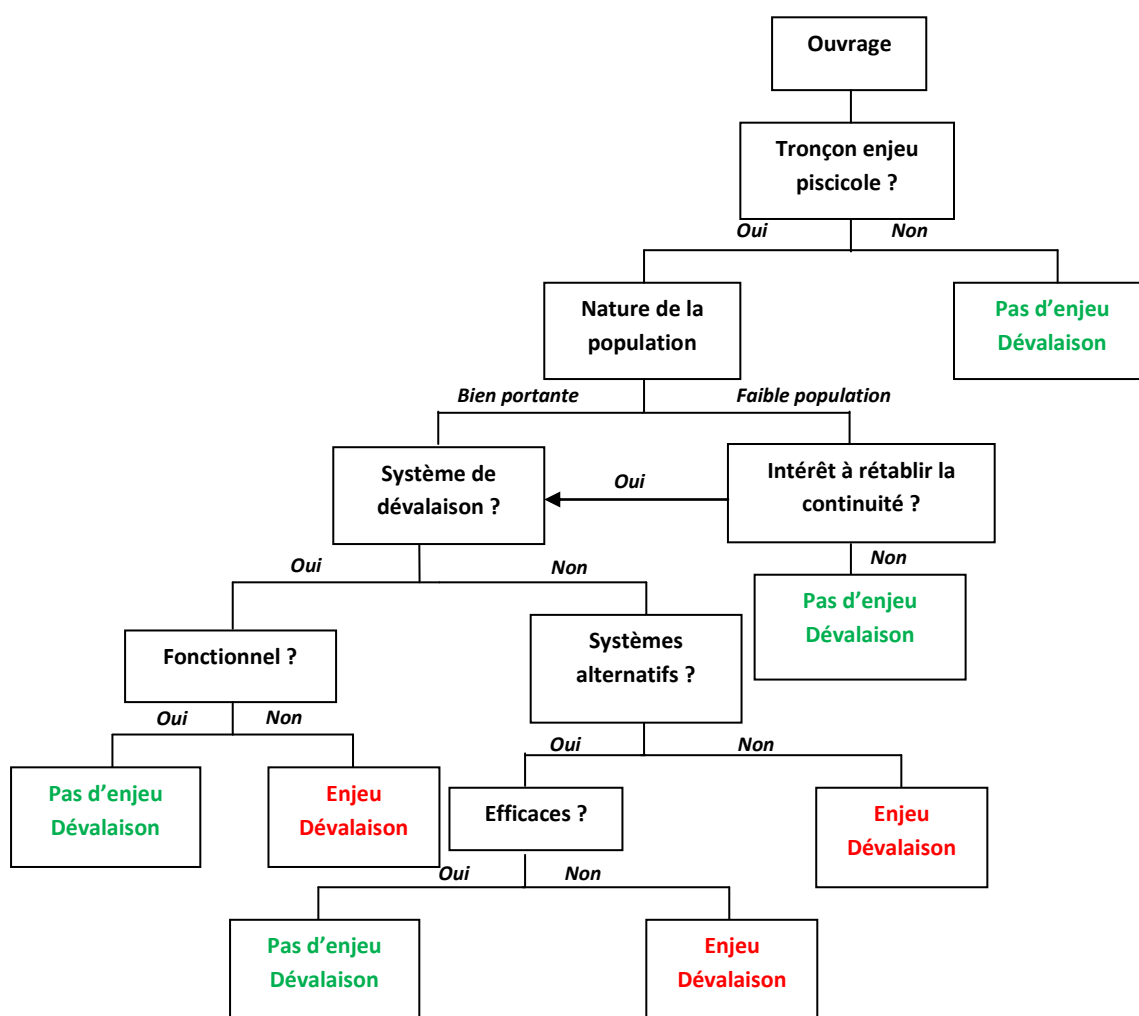 Ouvrage
Tronçon enjeu
piscicole ?
Oui
Non
Nature de la
population
Pas d’enjeu
Dévalaison
Bien portante
Faible population
Système de
dévalaison ?
Oui
Intérêt à rétablir la
continuité ?
Oui
Non
Non
Pas d’enjeu
Dévalaison
Fonctionnel ?
Systèmes
alternatifs ?
Oui
Non
Oui
Non
Pas d’enjeu
Dévalaison
Enjeu
Dévalaison
Efficaces ?
Enjeu
Dévalaison
Oui
Non
Pas d’enjeu
Dévalaison
Enjeu
Dévalaison